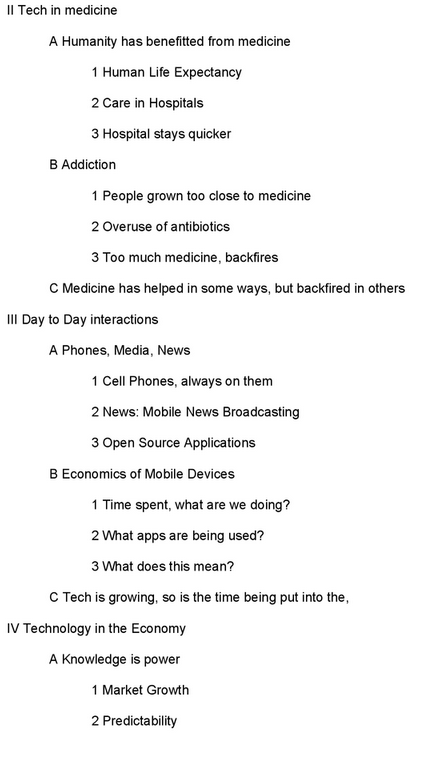 II Tech in medicine
A Humanity has benefitted from medicine
1 Human Life Expectancy
2 Care in Hospitals
3 Hospital stays quicker
B Addiction
1 People grown too close to medicine
2 Overuse of antibiotics
3 Too much medicine, backfires
C Medicine has helped in some ways, but backfired in others
III Day to Day interactions
A Phones, Media, News
1 Cell Phones, always on them
2 News: Mobile News Broadcasting
3 Open Source Applications
B Economics of Mobile Devices
1 Time spent, what are we doing?
2 What apps are being used?
3 What does this mean?
C Tech is growing, so is the time being put into the,
IV Technology in the Economy
A Knowledge is power
1 Market Growth
2 Predictability